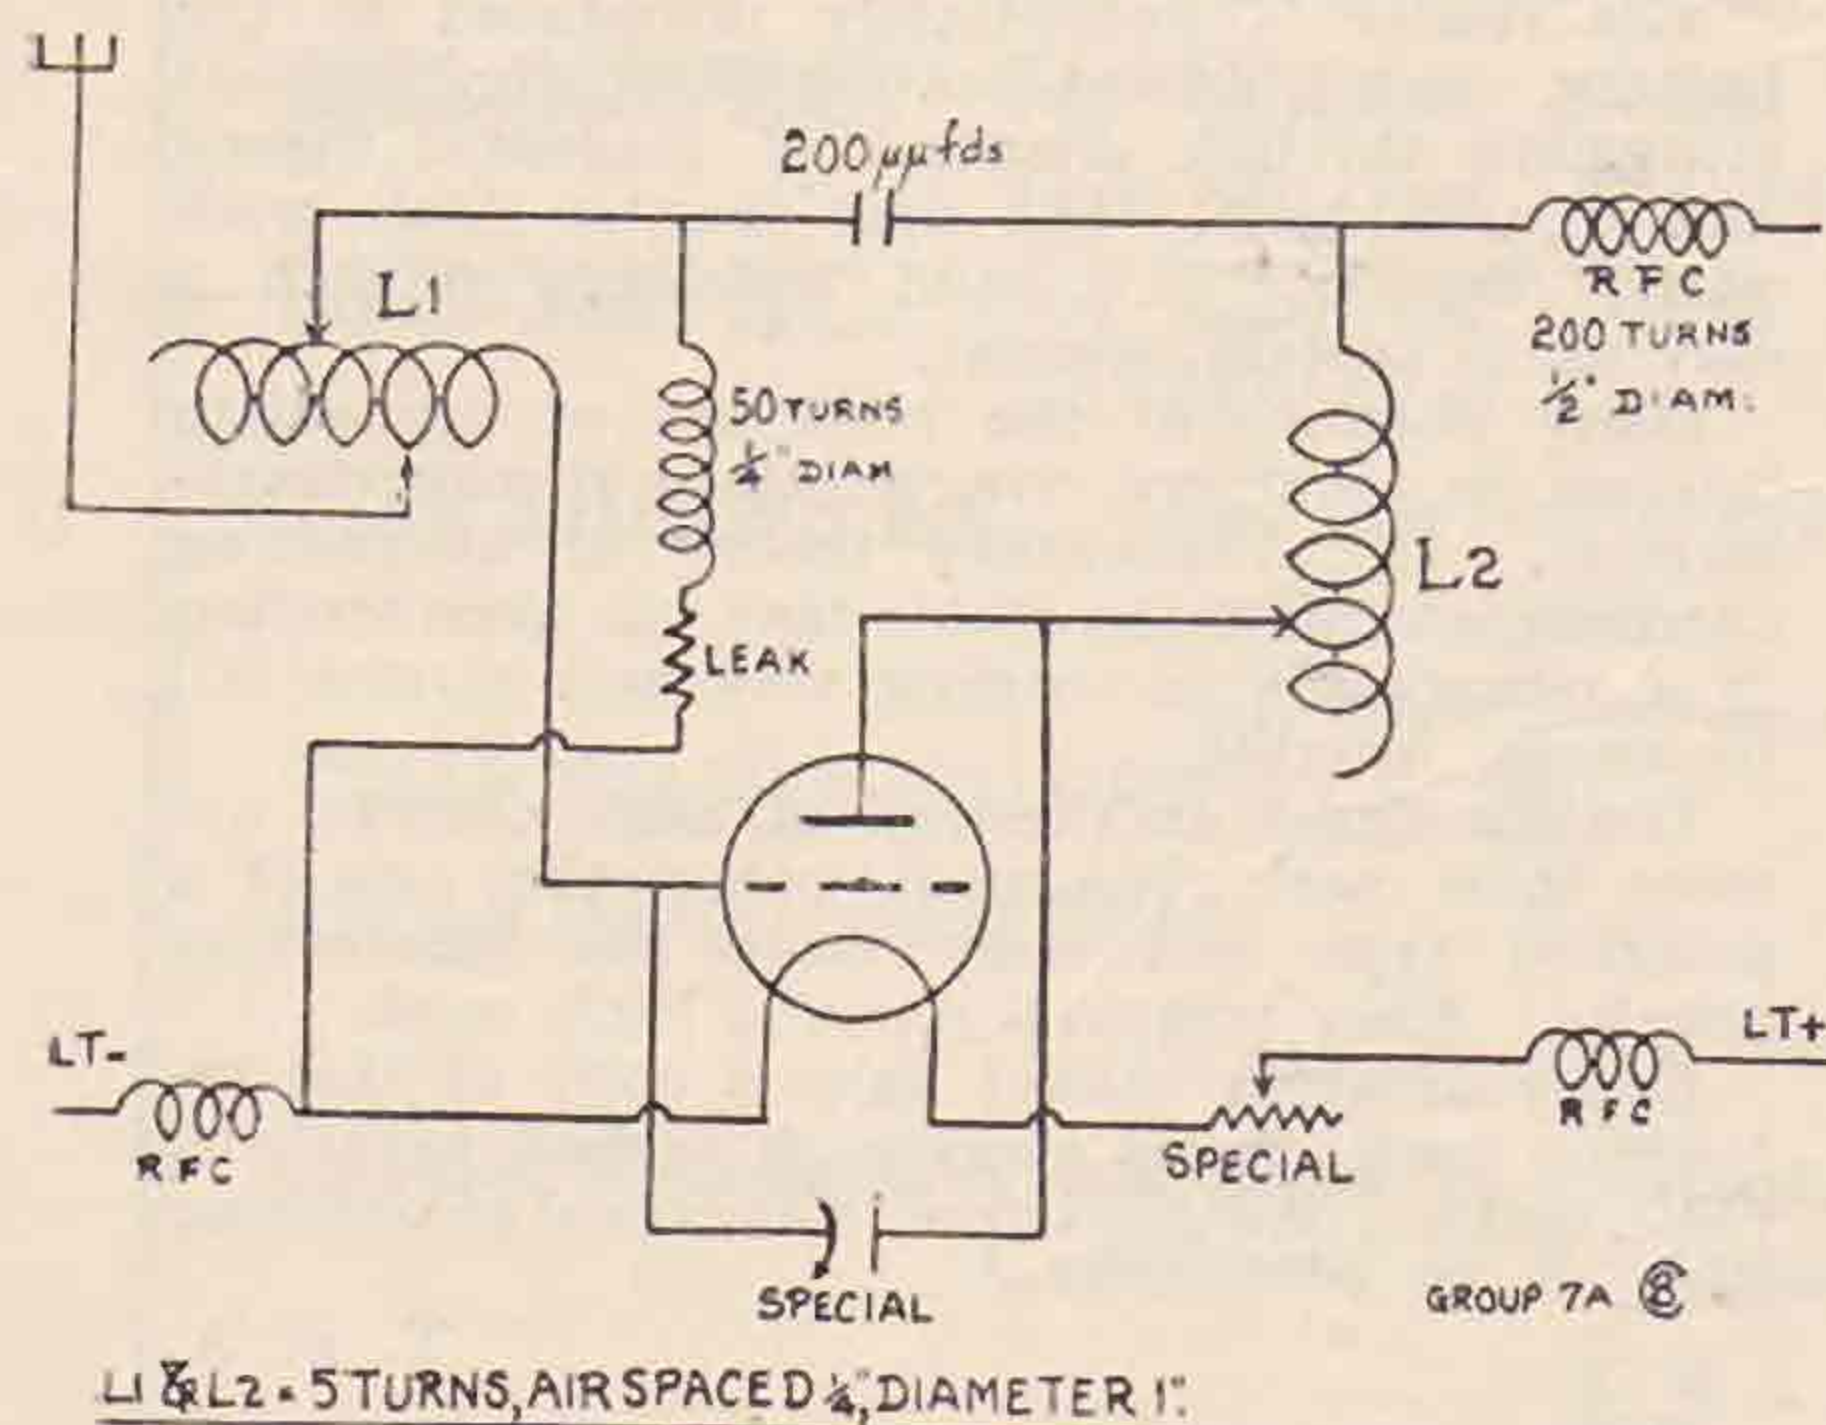 200 µµfds
L1
RFC
200 TURNS
½" DIAM.
50 TURNS
¼" DIAM
L2
LEAK
LT-
LT+
RFC
RFC
SPECIAL
SPECIAL
GROUP 7A
L1 & L2 = 5 TURNS, AIR SPACED ¼", DIAMETER 1".